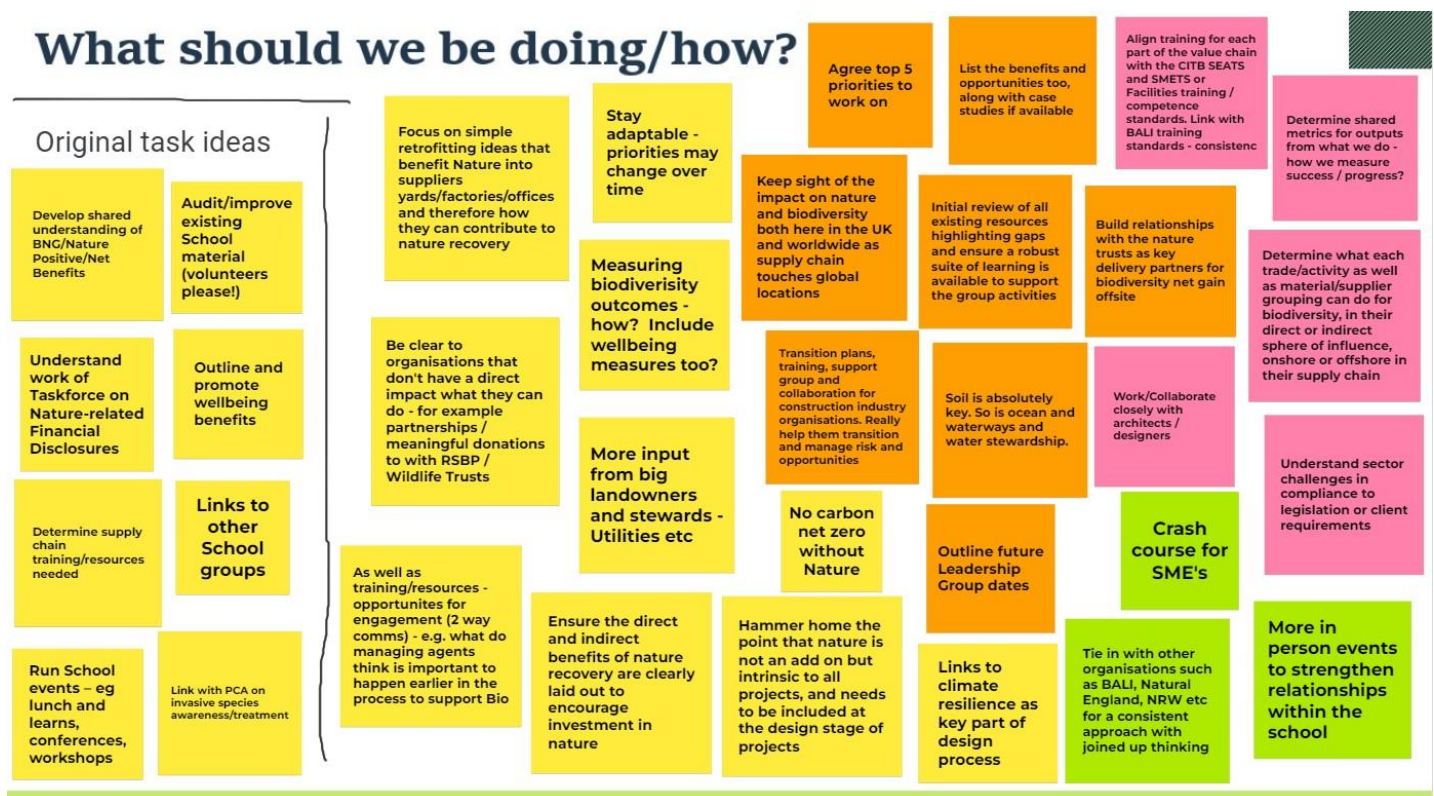 What should we be doing/how?
Original task ideas
Develop shared
understanding of
BNG/Nature
Positive/Net
Benefits
Audit/improve
existing
School
material
(volunteers
please!)
Understand
work of
Taskforce on
Nature-related
Financial
Disclosures
Outline and
promote
wellbeing
benefits
Determine supply
chain
training/resources
needed
Links to
other
School
groups
Run School
events – eg
lunch and
learns,
conferences,
workshops
Link with PCA on
invasive species
awareness/treatment
Focus on simple
retrofitting ideas that
benefit Nature into
suppliers
yards/factories/offices
and therefore how
they can contribute to
nature recovery
Stay
adaptable -
priorities may
change over
time
Measuring
biodiverisity
outcomes -
how? Include
wellbeing
measures too?
Be clear to
organisations that
don't have a direct
impact what they can
do - for example
partnerships /
meaningful donations
to with RSBP /
Wildlife Trusts
More input
from big
landowners
and stewards -
Utilities etc
As well as
training/resources -
opportunites for
engagement (2 way
comms) - e.g. what do
managing agents
think is important to
happen earlier in the
process to support Bio
Ensure the direct
and indirect
benefits of nature
recovery are clearly
laid out to
encourage
investment in
nature
Hammer home the
point that nature is
not an add on but
intrinsic to all
projects, and needs
to be included at
the design stage of
projects
No carbon
net zero
without
Nature
Agree top 5
priorities to
work on
List the benefits and
opportunities too,
along with case
studies if available
Keep sight of the
impact on nature
and biodiversity
both here in the UK
and worldwide as
supply chain
touches global
locations
Initial review of all
existing resources
highlighting gaps
and ensure a robust
suite of learning is
available to support
the group activities
Build relationships
with the nature
trusts as key
delivery partners for
biodiversity net gain
offsite
Transition plans,
training, support
group and
collaboration for
construction industry
organisations. Really
help them transition
and manage risk and
opportunities
Soil is absolutely
key. So is ocean and
waterways and
water stewardship.
Outline future
Leadership
Group dates
Links to
climate
resilience as
key part of
design
process
Align training for each
part of the value chain
with the CITB SEATS
and SMETS or
Facilities training /
competence
standards. Link with
BALI training
standards - consistenc
Determine shared
metrics for outputs
from what we do -
how we measure
success / progress?
Determine what each
trade/activity as well
as material/supplier
grouping can do for
biodiversity, in their
direct or indirect
sphere of influence,
onshore or offshore in
their supply chain
Work/Collaborate
closely with
architects /
designers
Understand sector
challenges in
compliance to
legislation or client
requirements
Crash
course for
SME's
Tie in with other
organisations such
as BALI, Natural
England, NRW etc
for a consistent
approach with
joined up thinking
More in
person events
to strengthen
relationships
within the
school